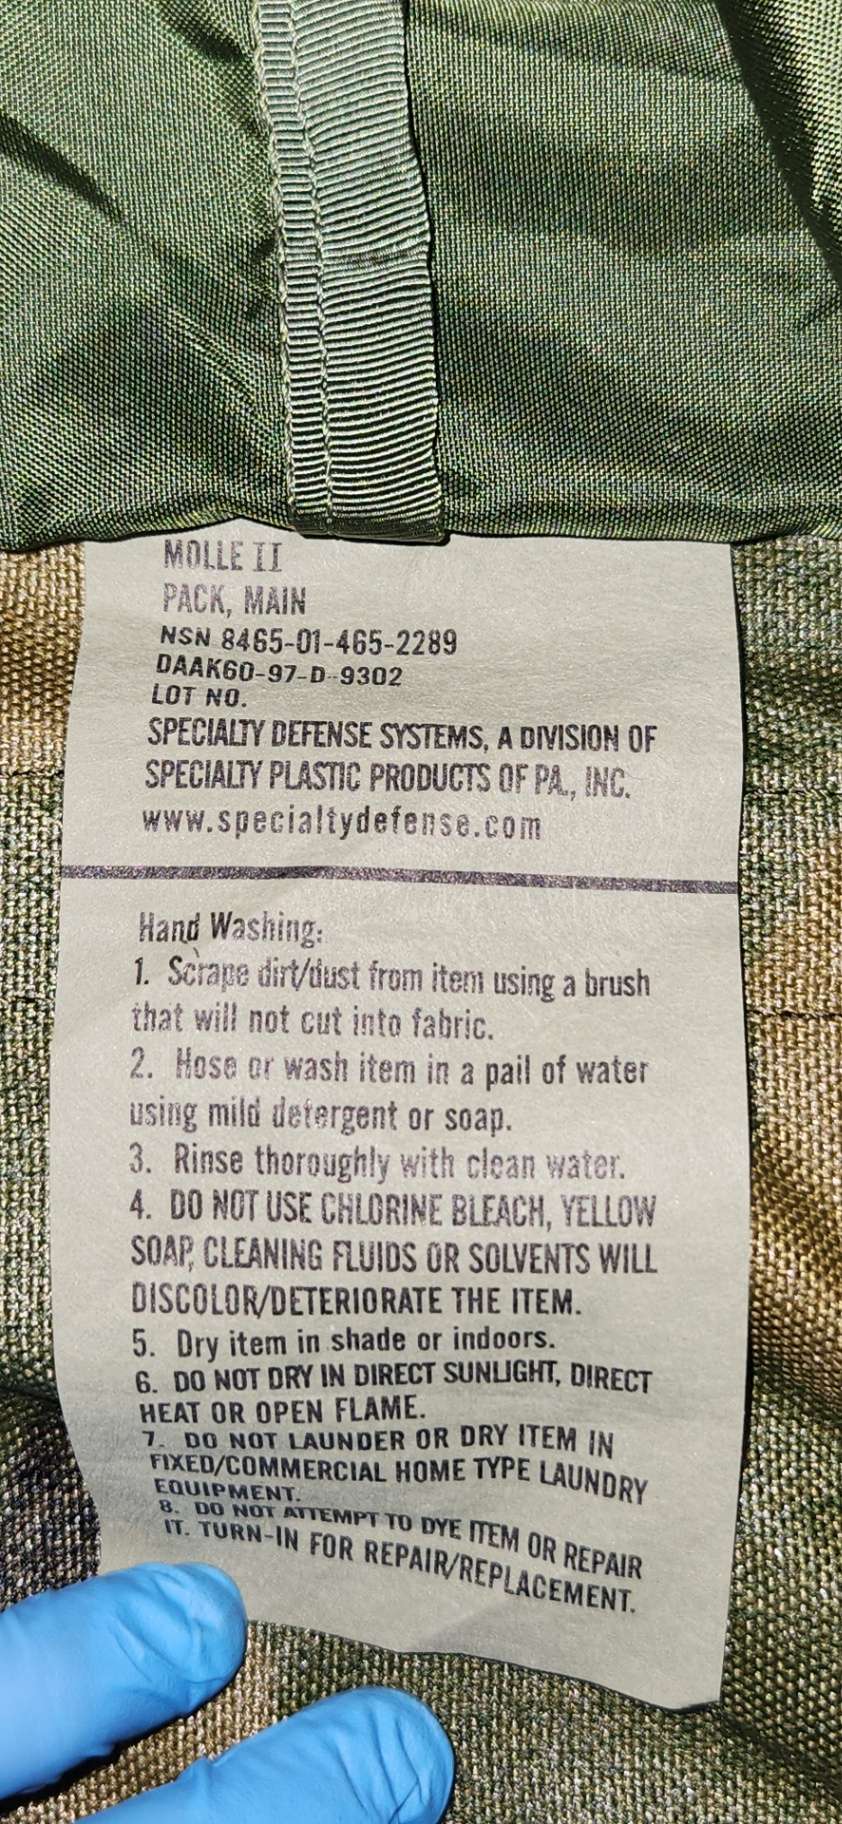 MOLLE II
PACK, MAIN
NSN 8465-01-465-2289
DAAK60-97-D-9302
LOT NO.
SPECIALTY DEFENSE SYSTEMS, A DIVISION OF
SPECIALTY PLASTIC PRODUCTS OF PA., INC.
www.specialtydefense.com
Hand Washing:
1. Scrape dirt/dust from item using a brush
that will not cut into fabric.
2. Hose or wash item in a pail of water
using mild detergent or soap.
3. Rinse thoroughly with clean water.
4. DO NOT USE CHLORINE BLEACH, YELLOW
SOAP, CLEANING FLUIDS OR SOLVENTS WILL
DISCOLOR/DETERIORATE THE ITEM.
5. Dry item in shade or indoors.
6. DO NOT DRY IN DIRECT SUNLIGHT, DIRECT
HEAT OR OPEN FLAME.
7. DO NOT LAUNDER OR DRY ITEM IN
FIXED/COMMERCIAL HOME TYPE LAUNDRY
EQUIPMENT.
8. DO NOT ATTEMPT TO DYE ITEM OR REPAIR
IT. TURN-IN FOR REPAIR/REPLACEMENT.